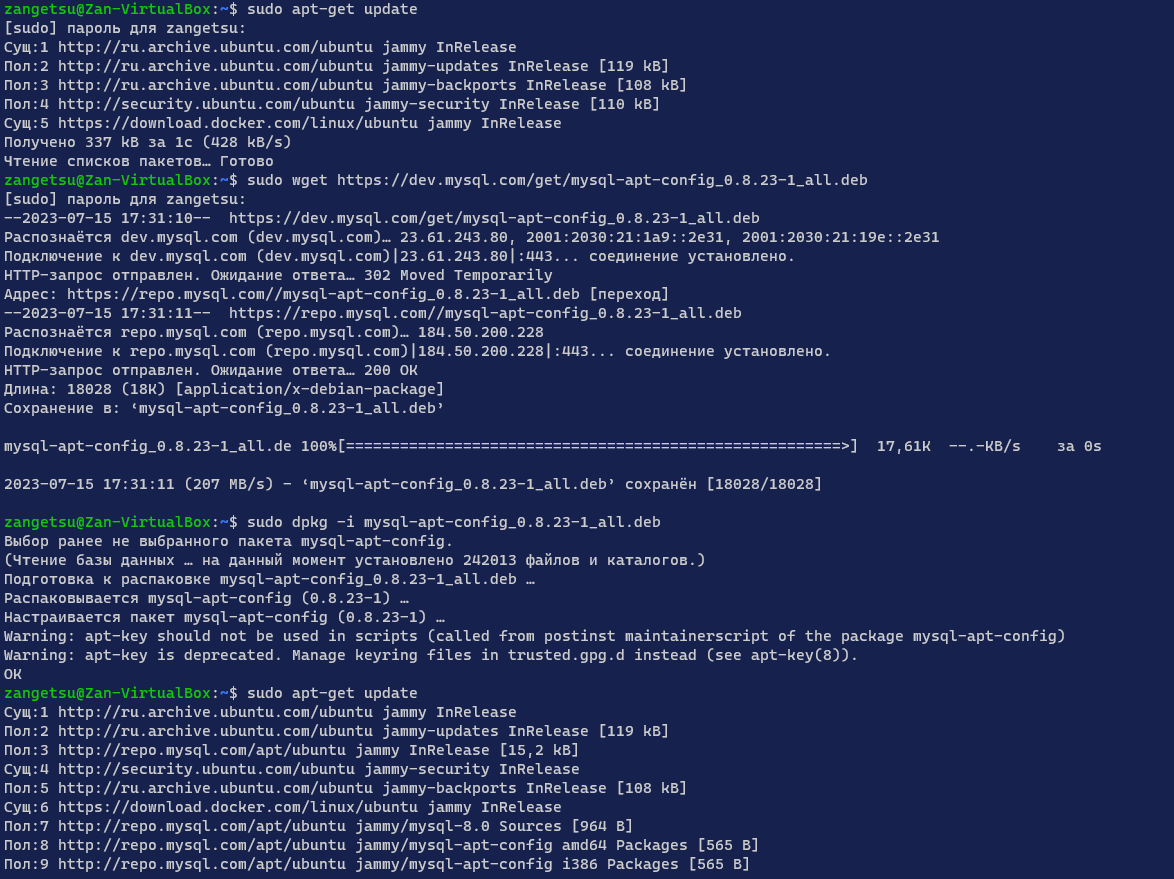 zangetsu@Zan-VirtualBox:~$ sudo apt-get update
[sudo] пароль для zangetsu:
Сущ:1 http://ru.archive.ubuntu.com/ubuntu jammy InRelease
Пол:2 http://ru.archive.ubuntu.com/ubuntu jammy-updates InRelease [119 kB]
Пол:3 http://ru.archive.ubuntu.com/ubuntu jammy-backports InRelease [108 kB]
Пол:4 http://security.ubuntu.com/ubuntu jammy-security InRelease [110 kB]
Сущ:5 https://download.docker.com/linux/ubuntu jammy InRelease
Получено 337 kB за 1с (428 kB/s)
Чтение списков пакетов… Готово
zangetsu@Zan-VirtualBox:~$ sudo wget https://dev.mysql.com/get/mysql-apt-config_0.8.23-1_all.deb
[sudo] пароль для zangetsu:
--2023-07-15 17:31:10--  https://dev.mysql.com/get/mysql-apt-config_0.8.23-1_all.deb
Распознаётся dev.mysql.com (dev.mysql.com)… 23.61.243.80, 2001:2030:21:1a9::2e31, 2001:2030:21:19e::2e31
Подключение к dev.mysql.com (dev.mysql.com)|23.61.243.80|:443... соединение установлено.
HTTP-запрос отправлен. Ожидание ответа… 302 Moved Temporarily
Адрес: https://repo.mysql.com//mysql-apt-config_0.8.23-1_all.deb [переход]
--2023-07-15 17:31:11--  https://repo.mysql.com//mysql-apt-config_0.8.23-1_all.deb
Распознаётся repo.mysql.com (repo.mysql.com)… 184.50.200.228
Подключение к repo.mysql.com (repo.mysql.com)|184.50.200.228|:443... соединение установлено.
HTTP-запрос отправлен. Ожидание ответа… 200 OK
Длина: 18028 (18K) [application/x-debian-package]
Сохранение в: ‘mysql-apt-config_0.8.23-1_all.deb’
mysql-apt-config_0.8.23-1_all.de 100%[=======================================================>]  17,61K  --.-KB/s    за 0s
2023-07-15 17:31:11 (207 MB/s) - ‘mysql-apt-config_0.8.23-1_all.deb’ сохранён [18028/18028]
zangetsu@Zan-VirtualBox:~$ sudo dpkg -i mysql-apt-config_0.8.23-1_all.deb
Выбор ранее не выбранного пакета mysql-apt-config.
(Чтение базы данных … на данный момент установлено 242013 файлов и каталогов.)
Подготовка к распаковке mysql-apt-config_0.8.23-1_all.deb …
Распаковывается mysql-apt-config (0.8.23-1) …
Настраивается пакет mysql-apt-config (0.8.23-1) …
Warning: apt-key should not be used in scripts (called from postinst maintainerscript of the package mysql-apt-config)
Warning: apt-key is deprecated. Manage keyring files in trusted.gpg.d instead (see apt-key(8)).
OK
zangetsu@Zan-VirtualBox:~$ sudo apt-get update
Сущ:1 http://ru.archive.ubuntu.com/ubuntu jammy InRelease
Пол:2 http://ru.archive.ubuntu.com/ubuntu jammy-updates InRelease [119 kB]
Пол:3 http://repo.mysql.com/apt/ubuntu jammy InRelease [15,2 kB]
Сущ:4 http://security.ubuntu.com/ubuntu jammy-security InRelease
Пол:5 http://ru.archive.ubuntu.com/ubuntu jammy-backports InRelease [108 kB]
Сущ:6 https://download.docker.com/linux/ubuntu jammy InRelease
Пол:7 http://repo.mysql.com/apt/ubuntu jammy/mysql-8.0 Sources [964 B]
Пол:8 http://repo.mysql.com/apt/ubuntu jammy/mysql-apt-config amd64 Packages [565 B]
Пол:9 http://repo.mysql.com/apt/ubuntu jammy/mysql-apt-config i386 Packages [565 B]